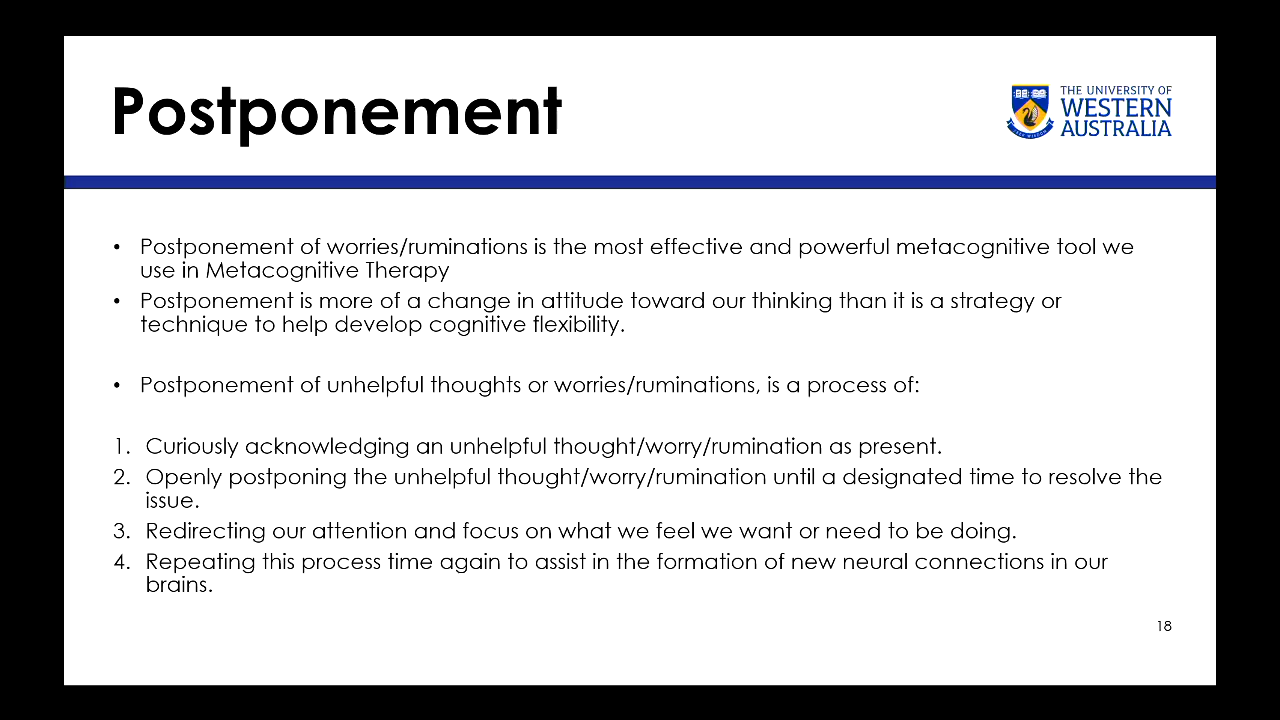 Postponement
THE UNIVERSITY OF
WESTERN
AUSTRALIA
• Postponement of worries/ruminations is the most effective and powerful metacognitive tool we
use in Metacognitive Therapy
• Postponement is more of a change in attitude toward our thinking than it is a strategy or
technique to help develop cognitive flexibility.
• Postponement of unhelpful thoughts or worries/ruminations, is a process of:
1. Curiously acknowledging an unhelpful thought/worry/rumination as present.
2. Openly postponing the unhelpful thought/worry/rumination until a designated time to resolve the
issue.
3. Redirecting our attention and focus on what we feel we want or need to be doing.
4. Repeating this process time again to assist in the formation of new neural connections in our
brains.
18